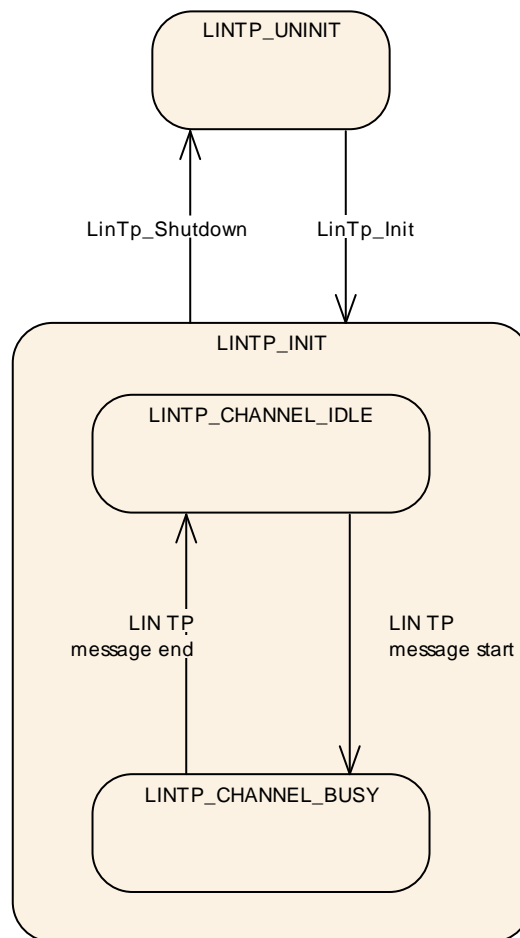 LINTP_UNINIT
LinTp_Shutdown
LinTp_Init
LINTP_INIT
LINTP_CHANNEL_IDLE
LIN TP
message end
LIN TP
message start
LINTP_CHANNEL_BUSY